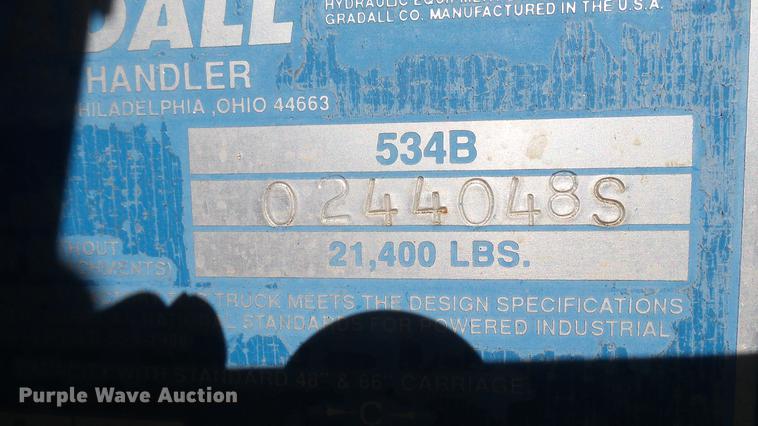 DALL
HYDRAULIC EQUIPMENT
GRADALL CO. MANUFACTURED IN THE U.S.A.
HANDLER
PHILADELPHIA, OHIO 44663
534B
0244048S
21,400 LBS.
TRUCK MEETS THE DESIGN SPECIFICATIONS
STANDARDS FOR POWERED INDUSTRIAL
WITH STANDARD 48" & 66" CARRIAGE
C
Purple Wave Auction